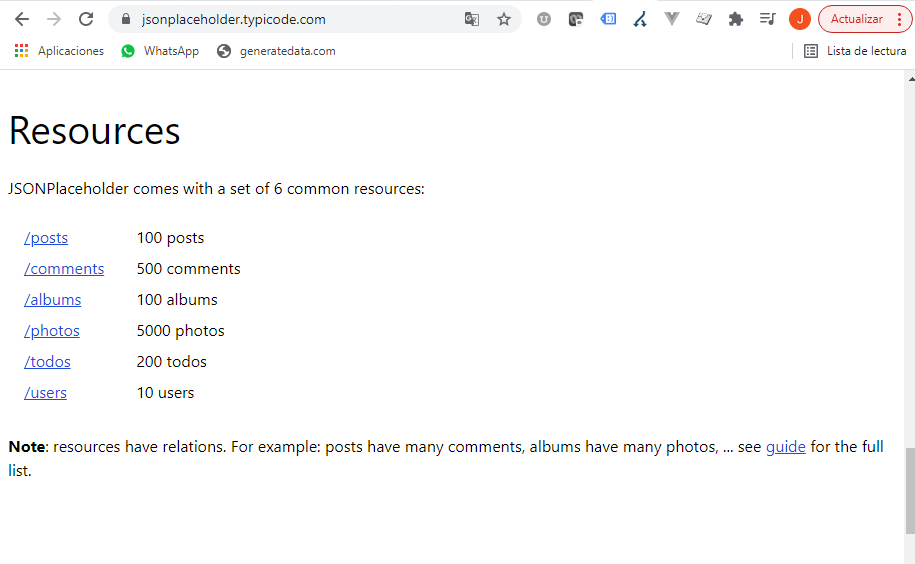 jsonplaceholder.typicode.com
J
Actualizar
Aplicaciones WhatsApp generatedata.com Lista de lectura
Resources
JSONPlaceholder comes with a set of 6 common resources:
/posts 100 posts
/comments 500 comments
/albums 100 albums
/photos 5000 photos
/todos 200 todos
/users 10 users
Note: resources have relations. For example: posts have many comments, albums have many photos, ... see guide for the full
list.